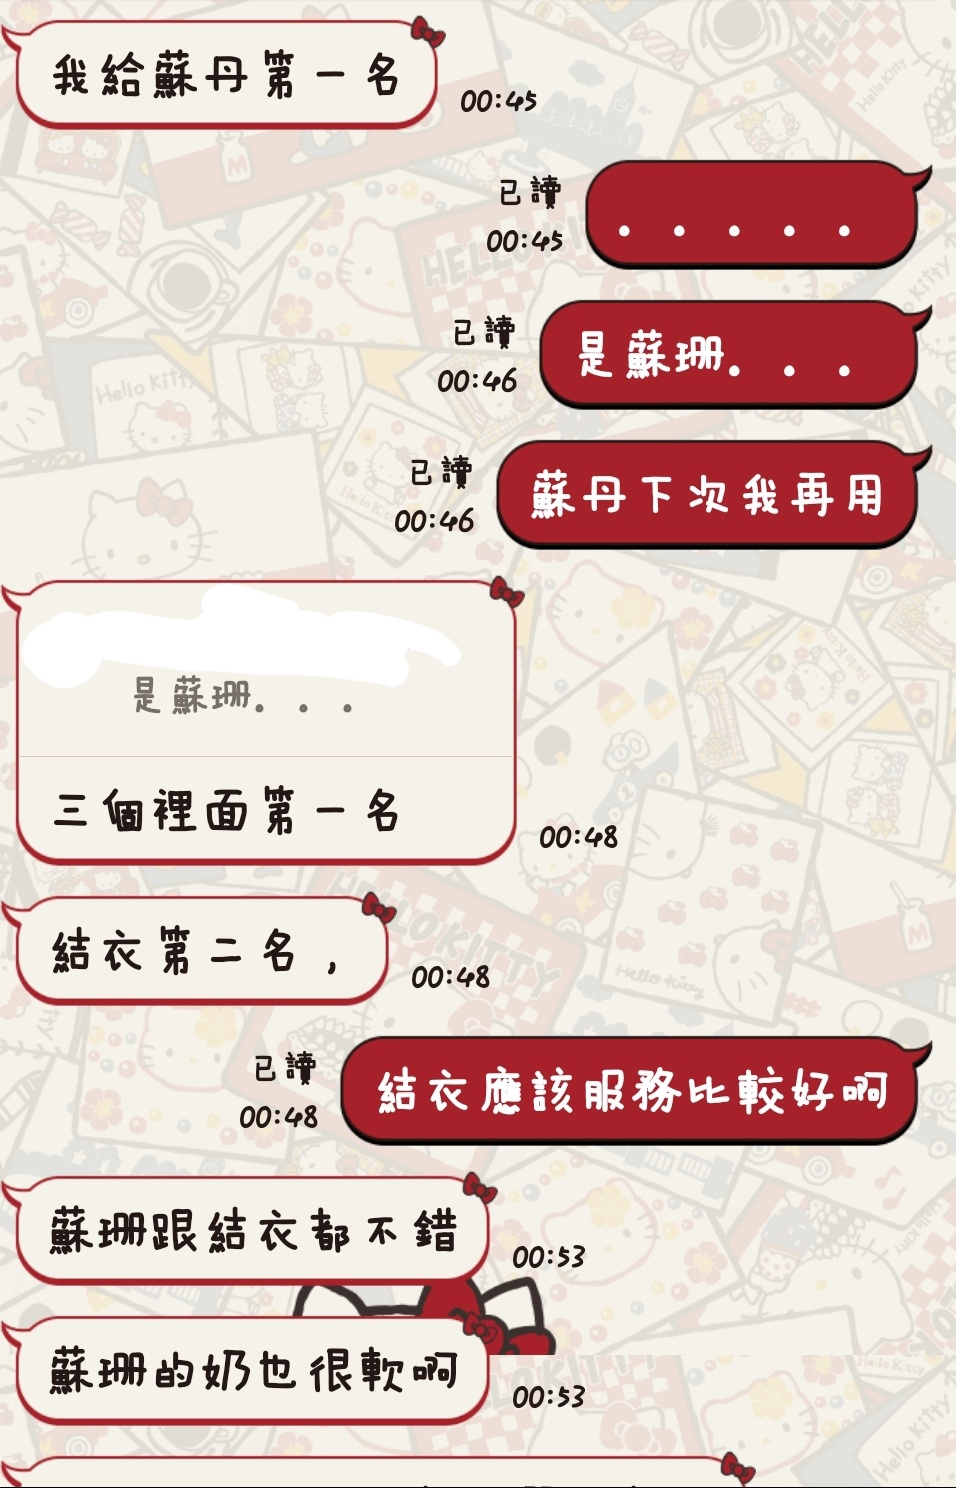 我給蘇丹第一名
00:45
已讀
00:45
. . . . .
已讀
00:46
是蘇珊. . .
已讀
00:46
蘇丹下次我再用
是蘇珊. . .
三個裡面第一名
00:48
結衣第二名，
00:48
已讀
00:48
結衣應該服務比較好啊
蘇珊跟結衣都不錯
00:53
蘇珊的奶也很軟啊
00:53